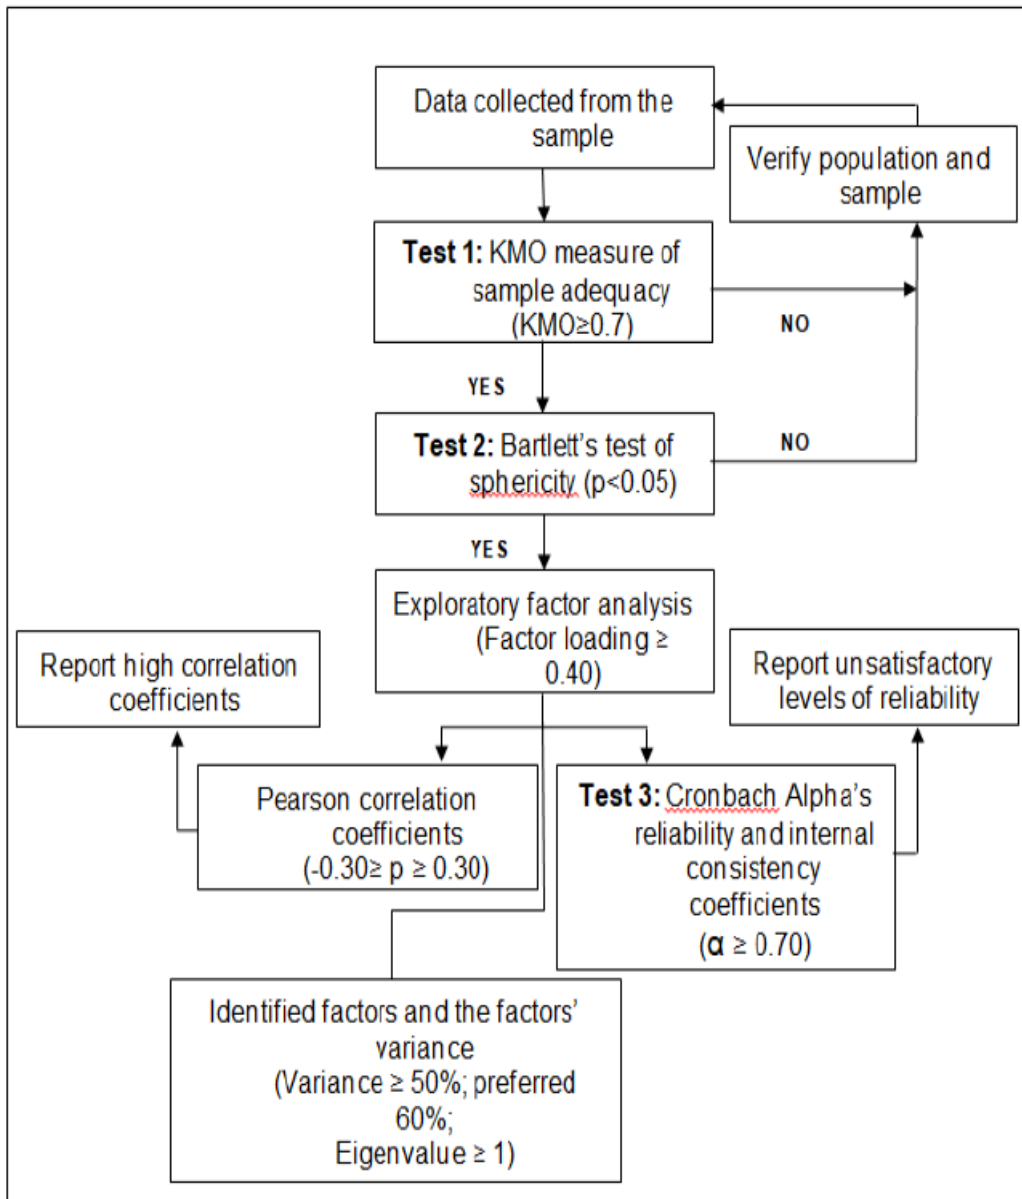 Data collected from the
sample
Verify population and
sample
Test 1: KMO measure of
sample adequacy
(KMO≥0.7)
NO
YES
Test 2: Bartlett's test of
sphericity (p<0.05)
NO
YES
Exploratory factor analysis
(Factor loading ≥
0.40)
Report high correlation
coefficients
Report unsatisfactory
levels of reliability
Pearson correlation
coefficients
(-0.30≥ p ≥ 0.30)
Test 3: Cronbach Alpha's
reliability and internal
consistency
coefficients
(α ≥ 0.70)
Identified factors and the factors'
variance
(Variance ≥ 50%; preferred
60%;
Eigenvalue ≥ 1)